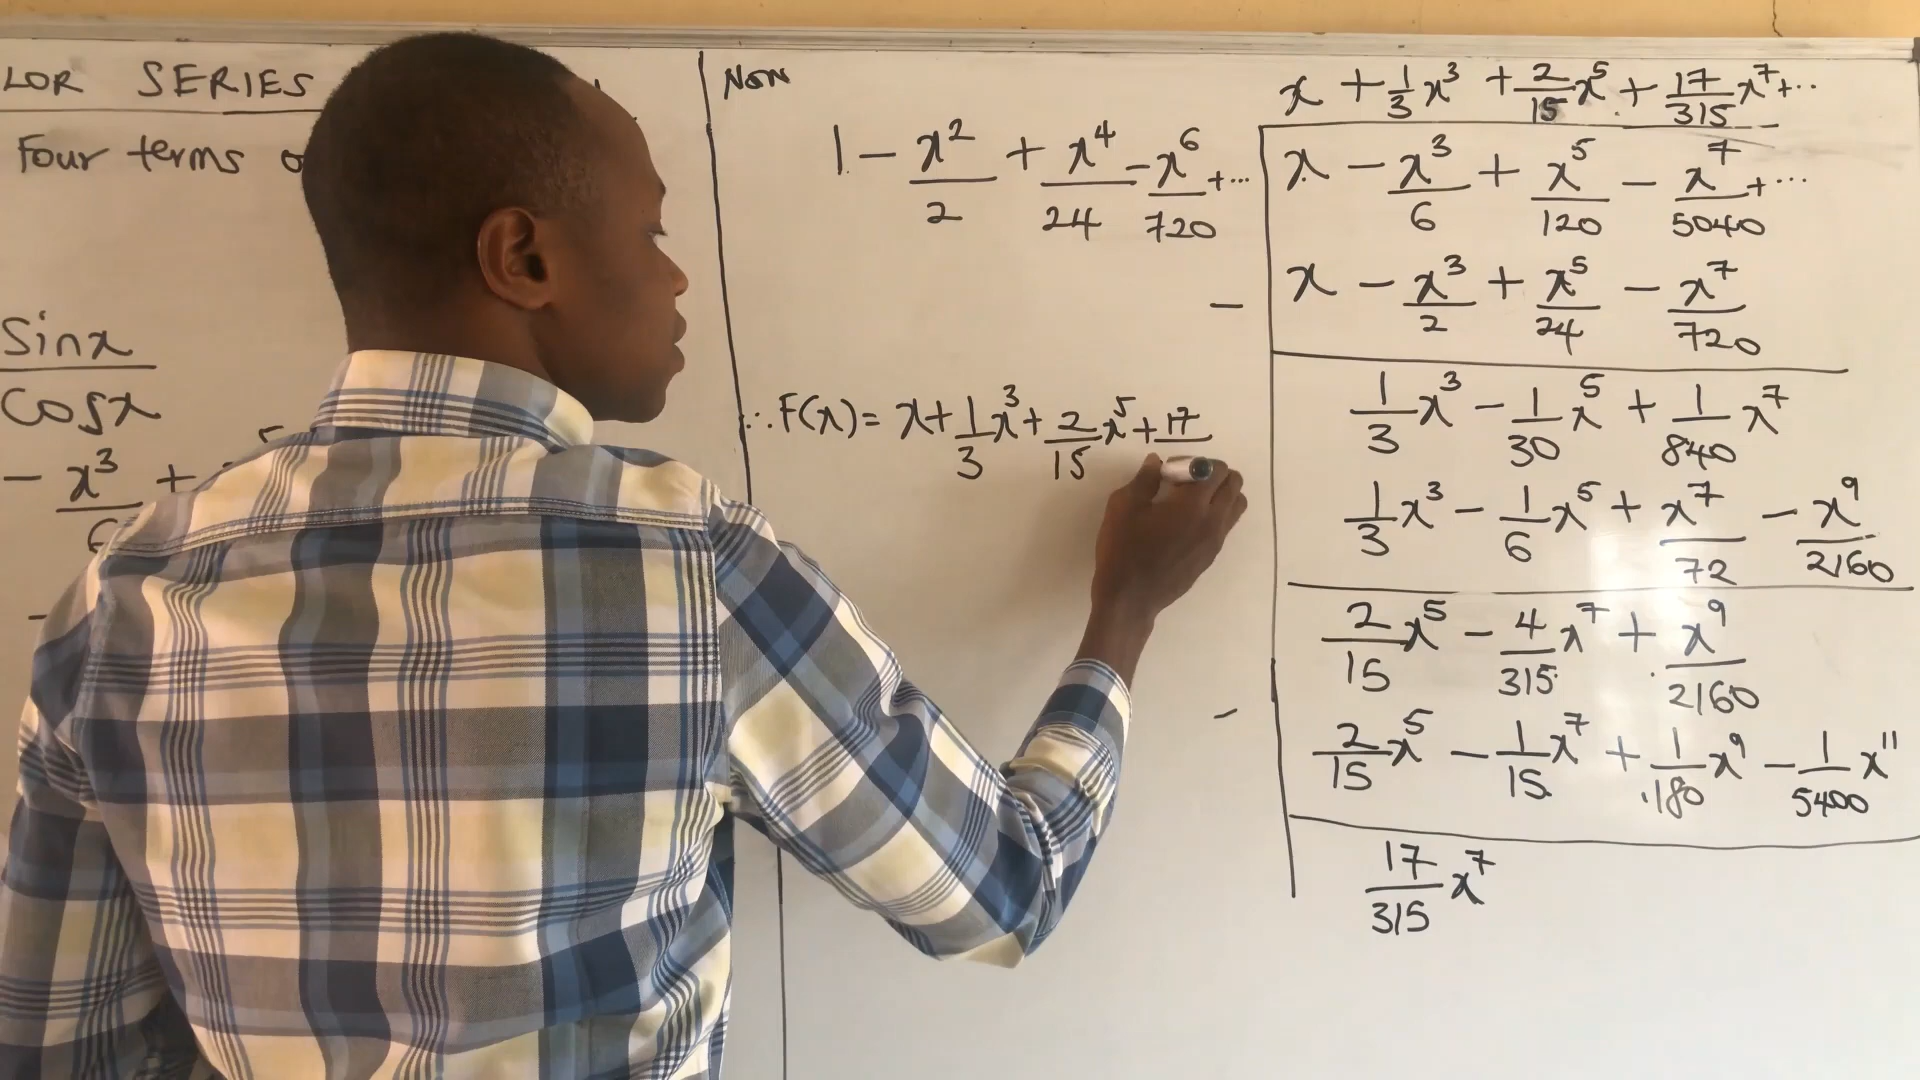 LOR SERIES
Four terms
Sinx
Cosx
- x³/6 +
Now
1 - x²/2 + x⁴/24 - x⁶/720 + ...
x + 1/3 x³ + 2/15 x⁵ + 17/315 x⁷ + ...
x - x³/6 + x⁵/120 - x⁷/5040 + ...
- x - x³/2 + x⁵/24 - x⁷/720
1/3 x³ - 1/30 x⁵ + 1/840 x⁷
1/3 x³ - 1/6 x⁵ + x⁷/72 - x⁹/2160
2/15 x⁵ - 4/315 x⁷ + x⁹/2160
- 2/15 x⁵ - 1/15 x⁷ + 1/180 x⁹ - 1/5400 x¹¹
17/315 x⁷
∴ F(x) = x + 1/3 x³ + 2/15 x⁵ + 17